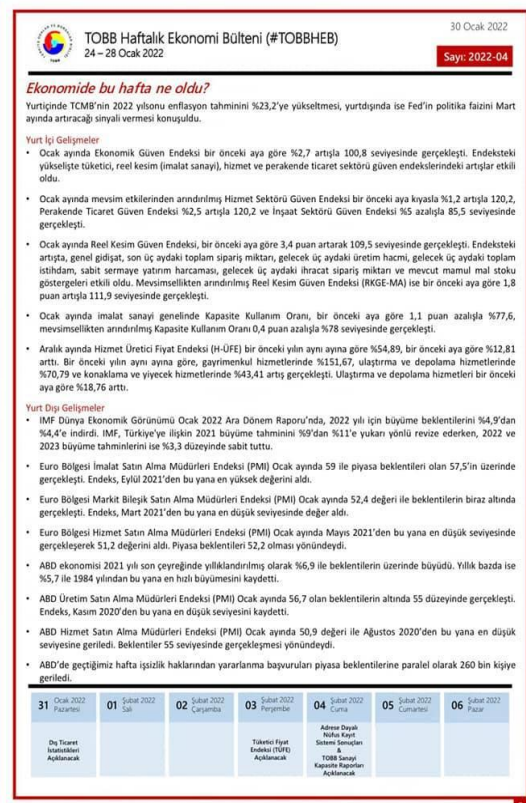 30 Ocak 2022
TOBB Haftalık Ekonomi Bülteni (#TOBBHEB)
24 – 28 Ocak 2022
Sayı: 2022-04
TOBB
Ekonomide bu hafta ne oldu?
Yurtiçinde TCMB'nin 2022 yılsonu enflasyon tahminini %23,2'ye yükseltmesi, yurtdışında ise Fed'in politika faizini Mart
ayında artıracağı sinyali vermesi konuşuldu.
Yurt İçi Gelişmeler
• Ocak ayında Ekonomik Güven Endeksi bir önceki aya göre %2,7 artışla 100,8 seviyesinde gerçekleşti. Endeksteki
yükselişte tüketici, reel kesim (imalat sanayi), hizmet ve perakende ticaret sektörü güven endekslerindeki artışlar etkili
oldu.
• Ocak ayında mevsim etkilerinden arındırılmış Hizmet Sektörü Güven Endeksi bir önceki aya kıyasla %1,2 artışla 120,2,
Perakende Ticaret Güven Endeksi %2,5 artışla 120,2 ve İnşaat Sektörü Güven Endeksi %5 azalışla 85,5 seviyesinde
gerçekleşti.
• Ocak ayında Reel Kesim Güven Endeksi, bir önceki aya göre 3,4 puan artarak 109,5 seviyesinde gerçekleşti. Endeksteki
artışta, genel gidişat, son üç aydaki toplam sipariş miktarı, gelecek üç aydaki üretim hacmi, gelecek üç aydaki toplam
istihdam, sabit sermaye yatırım harcaması, gelecek üç aydaki ihracat sipariş miktarı ve mevcut mamul mal stoku
göstergeleri etkili oldu. Mevsimsellikten arındırılmış Reel Kesim Güven Endeksi (RKGE-MA) ise bir önceki aya göre 1,8
puan artışla 111,9 seviyesinde gerçekleşti.
• Ocak ayında imalat sanayi genelinde Kapasite Kullanım Oranı, bir önceki aya göre 1,1 puan azalışla %77,6,
mevsimsellikten arındırılmış Kapasite Kullanım Oranı 0,4 puan azalışla %78 seviyesinde gerçekleşti.
• Aralık ayında Hizmet Üretici Fiyat Endeksi (H-ÜFE) bir önceki yılın aynı ayına göre %54,89, bir önceki aya göre %12,81
arttı. Bir önceki yılın aynı ayına göre, gayrimenkul hizmetlerinde %151,67, ulaştırma ve depolama hizmetlerinde
%70,79 ve konaklama ve yiyecek hizmetlerinde %43,41 artış gerçekleşti. Ulaştırma ve depolama hizmetleri bir önceki
aya göre %18,76 arttı.
Yurt Dışı Gelişmeler
• IMF Dünya Ekonomik Görünümü Ocak 2022 Ara Dönem Raporu'nda, 2022 yılı için büyüme beklentilerini %4,9'dan
%4,4'e indirdi. IMF, Türkiye'ye ilişkin 2021 büyüme tahminini %9'dan %11'e yukarı yönlü revize ederken, 2022 ve
2023 büyüme tahminlerini ise %3,3 düzeyinde sabit tuttu.
• Euro Bölgesi İmalat Satın Alma Müdürleri Endeksi (PMI) Ocak ayında 59 ile piyasa beklentileri olan 57,5'in üzerinde
gerçekleşti. Endeks, Eylül 2021'den bu yana en yüksek değerini aldı.
• Euro Bölgesi Markit Bileşik Satın Alma Müdürleri Endeksi (PMI) Ocak ayında 52,4 değeri ile beklentilerin biraz altında
gerçekleşti. Endeks, Mart 2021'den bu yana en düşük seviyesinde değer aldı.
• Euro Bölgesi Hizmet Satın Alma Müdürleri Endeksi (PMI) Ocak ayında Mayıs 2021'den bu yana en düşük seviyesinde
gerçekleşerek 51,2 değerini aldı. Piyasa beklentileri 52,2 olması yönündeydi.
• ABD ekonomisi 2021 yılı son çeyreğinde yıllıklandırılmış olarak %6,9 ile beklentilerin üzerinde büyüdü. Yıllık bazda ise
%5,7 ile 1984 yılından bu yana en hızlı büyümesini kaydetti.
• ABD Üretim Satın Alma Müdürleri Endeksi (PMI) Ocak ayında 56,7 olan beklentilerin altında 55 düzeyinde gerçekleşti.
Endeks, Kasım 2020'den bu yana en düşük seviyesini kaydetti.
• ABD Hizmet Satın Alma Müdürleri Endeksi (PMI) Ocak ayında 50,9 değeri ile Ağustos 2020'den bu yana en düşük
seviyesine geriledi. Beklentiler 55 seviyesinde gerçekleşmesi yönündeydi.
• ABD'de geçtiğimiz hafta işsizlik haklarından yararlanma başvuruları piyasa beklentilerine paralel olarak 260 bin kişiye
geriledi.
31 Ocak 2022 Pazartesi
01 Şubat 2022 Salı
02 Şubat 2022 Çarşamba
03 Şubat 2022 Perşembe
04 Şubat 2022 Cuma
05 Şubat 2022 Cumartesi
06 Şubat 2022 Pazar
Dış Ticaret
İstatistikleri
Açıklanacak
Tüketici Fiyat
Endeksi (TÜFE)
Açıklanacak
Adrese Dayalı
Nüfus Kayıt
Sistemi Sonuçları
&
TOBB Sanayi
Kapasite Raporları
Açıklanacak